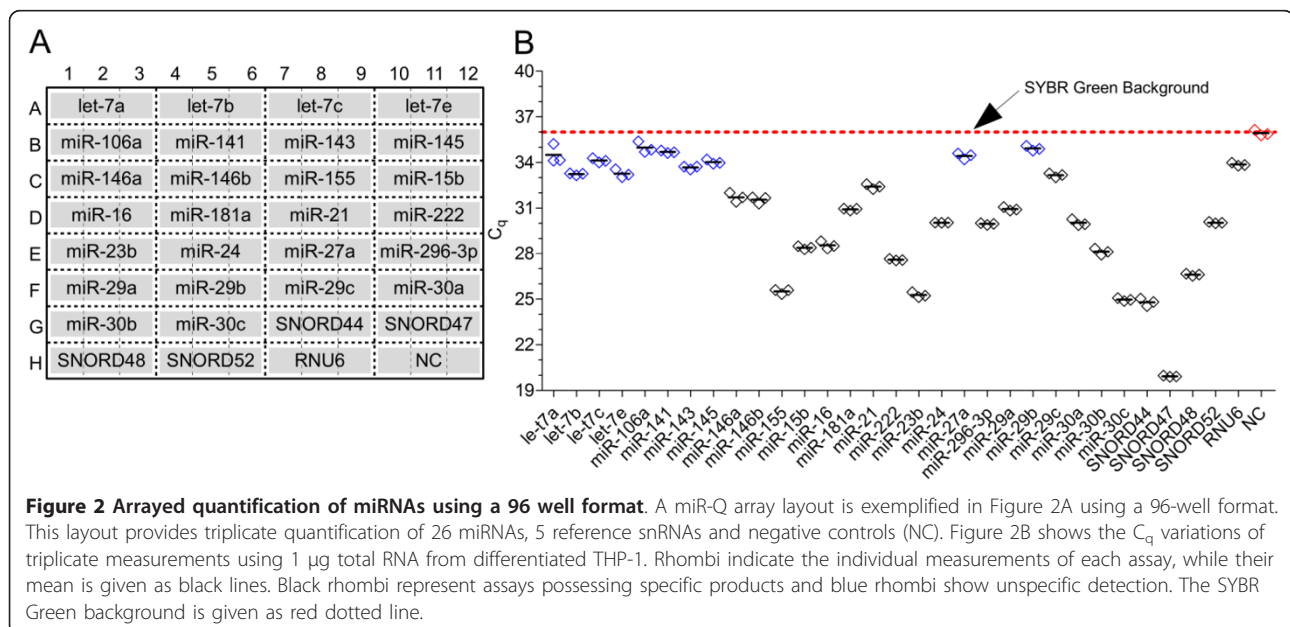 A
B
1 2 3 4 5 6 7 8 9 10 11 12
A let-7a let-7b let-7c let-7e
B miR-106a miR-141 miR-143 miR-145
C miR-146a miR-146b miR-155 miR-15b
D miR-16 miR-181a miR-21 miR-222
E miR-23b miR-24 miR-27a miR-296-3p
F miR-29a miR-29b miR-29c miR-30a
G miR-30b miR-30c SNORD44 SNORD47
H SNORD48 SNORD52 RNU6 NC
SYBR Green Background
Cq
40
37
34
31
28
25
22
19
let-7a
let-7b
let-7c
let-7e
miR-106a
miR-141
miR-143
miR-145
miR-146a
miR-146b
miR-155
miR-15b
miR-16
miR-181a
miR-21
miR-222
miR-23b
miR-24
miR-27a
miR-296-3p
miR-29a
miR-29b
miR-29c
miR-30a
miR-30b
miR-30c
SNORD44
SNORD47
SNORD48
SNORD52
RNU6
NC
Figure 2 Arrayed quantification of miRNAs using a 96 well format. A miR-Q array layout is exemplified in Figure 2A using a 96-well format.
This layout provides triplicate quantification of 26 miRNAs, 5 reference snRNAs and negative controls (NC). Figure 2B shows the Cq variations of
triplicate measurements using 1 μg total RNA from differentiated THP-1. Rhombi indicate the individual measurements of each assay, while their
mean is given as black lines. Black rhombi represent assays possessing specific products and blue rhombi show unspecific detection. The SYBR
Green background is given as red dotted line.